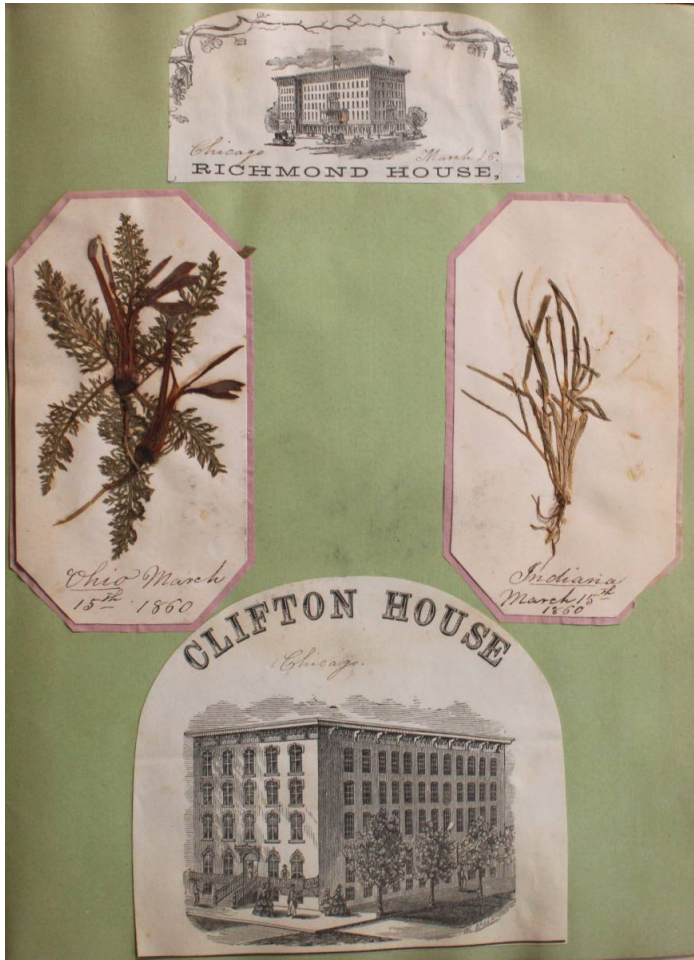 Chicago March 16.
RICHMOND HOUSE,
Ohio March
15th 1860
Indiana
March 15th
1860
CLIFTON HOUSE
Chicago.